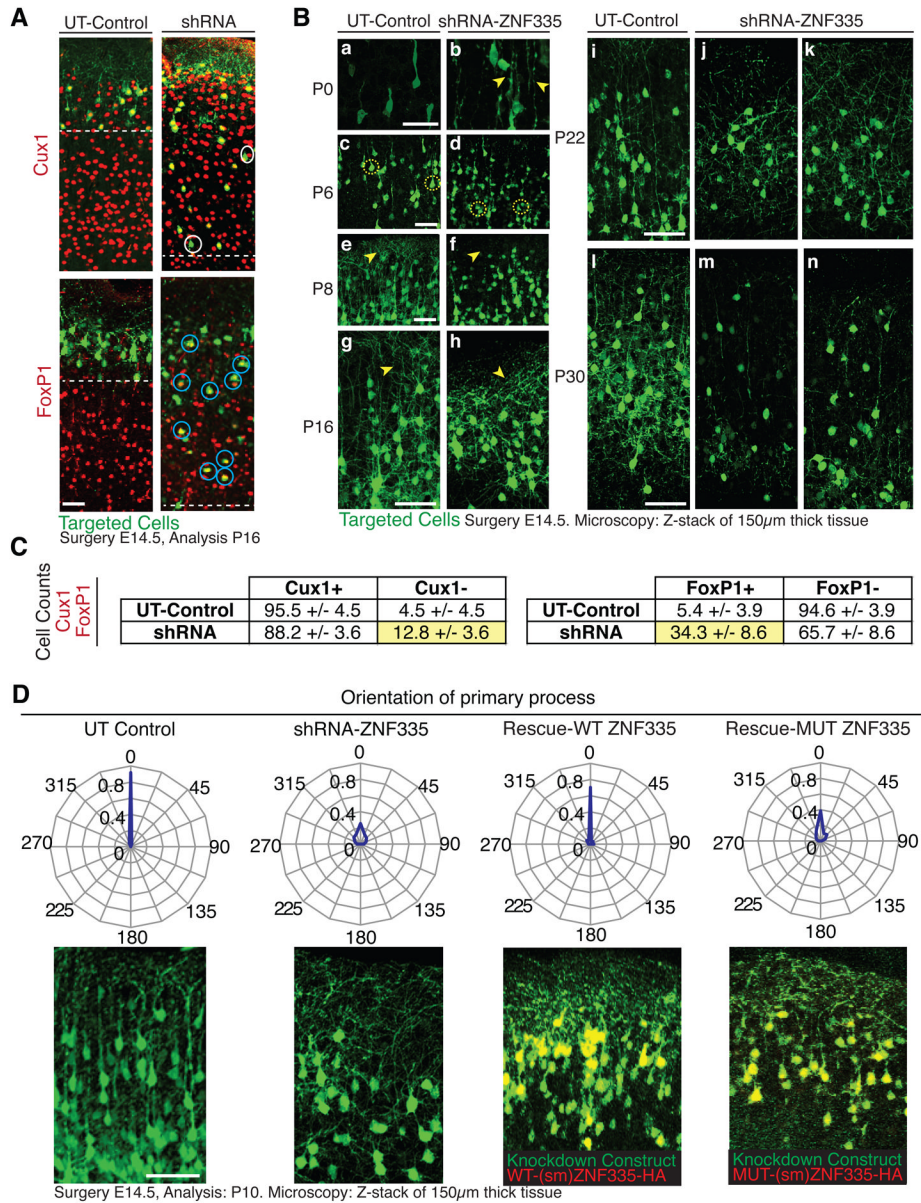 A
UT-Control shRNA
Cux1
FoxP1
Targeted Cells
Surgery E14.5, Analysis P16
B
UT-Control shRNA-ZNF335 UT-Control shRNA-ZNF335
a b i j k
P0
c d
P6
P22
e f
P8
l m n
g h
P16
P30
Targeted Cells Surgery E14.5. Microscopy: Z-stack of 150µm thick tissue
C
Cell Counts
Cux1
FoxP1
Cux1+ Cux1-
UT-Control 95.5 +/- 4.5 4.5 +/- 4.5
shRNA 88.2 +/- 3.6 12.8 +/- 3.6
FoxP1+ FoxP1-
UT-Control 5.4 +/- 3.9 94.6 +/- 3.9
shRNA 34.3 +/- 8.6 65.7 +/- 8.6
D
Orientation of primary process
UT Control shRNA-ZNF335 Rescue-WT ZNF335 Rescue-MUT ZNF335
0 0 0 0
315 0.8 45 315 0.8 45 315 0.8 45 315 0.8 45
0.4 0.4 0.4 0.4
270 0 90 270 0 90 270 0 90 270 0 90
225 135 225 135 225 135 225 135
180 180 180 180
Knockdown Construct Knockdown Construct
WT-(sm)ZNF335-HA MUT-(sm)ZNF335-HA
Surgery E14.5, Analysis: P10. Microscopy: Z-stack of 150µm thick tissue